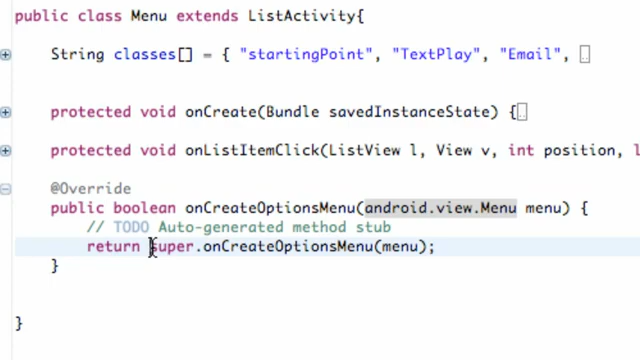 public class Menu extends ListActivity{
String classes[] = { "startingPoint", "TextPlay", "Email",
protected void onCreate(Bundle savedInstanceState) {
protected void onListItemClick(ListView l, View v, int position, l
@Override
public boolean onCreateOptionsMenu(android.view.Menu menu) {
// TODO Auto-generated method stub
return super.onCreateOptionsMenu(menu);
}
}